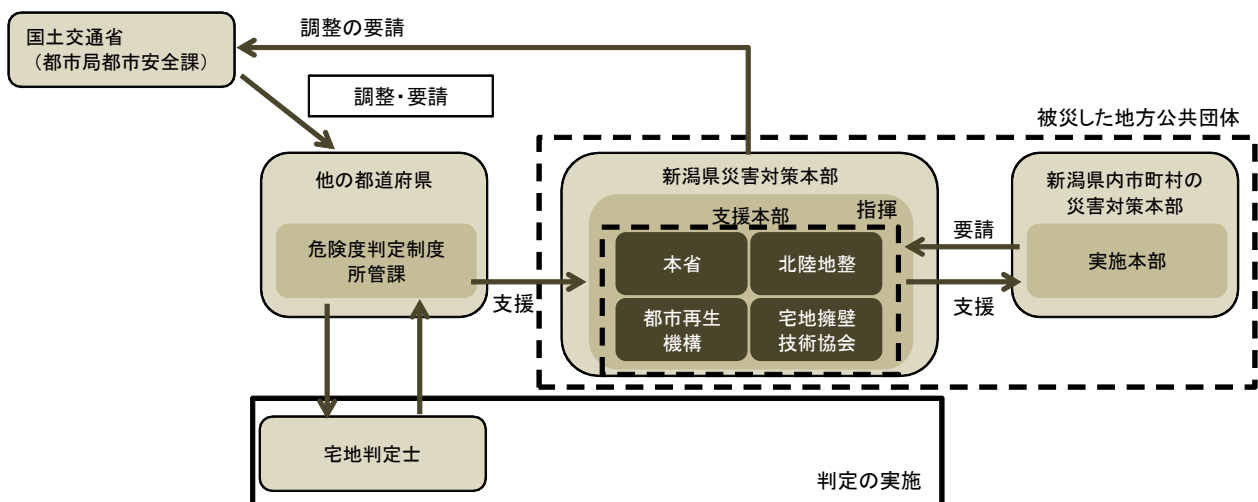 国土交通省
（都市局都市安全課）
調整の要請
調整・要請
被災した地方公共団体
他の都道府県
危険度判定制度
所管課
支援
新潟県災害対策本部
指揮
支援本部
本省
北陸地整
都市再生
機構
宅地擁壁
技術協会
要請
支援
新潟県内市町村の
災害対策本部
実施本部
宅地判定士
判定の実施